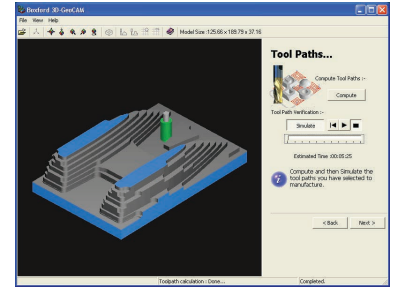 Boxford 3D-GeoCAM
File View Help
Model Size :125.66 x 189.79 x 37.16
Tool Paths...
Compute Tool Paths :-
Compute
Tool Path Verification :-
Simulate
Estimated Time :00:05:25
Compute and then Simulate the
tool paths you have selected to
manufacture.
< Back Next >
Toolpath calculation : Done... Completed.